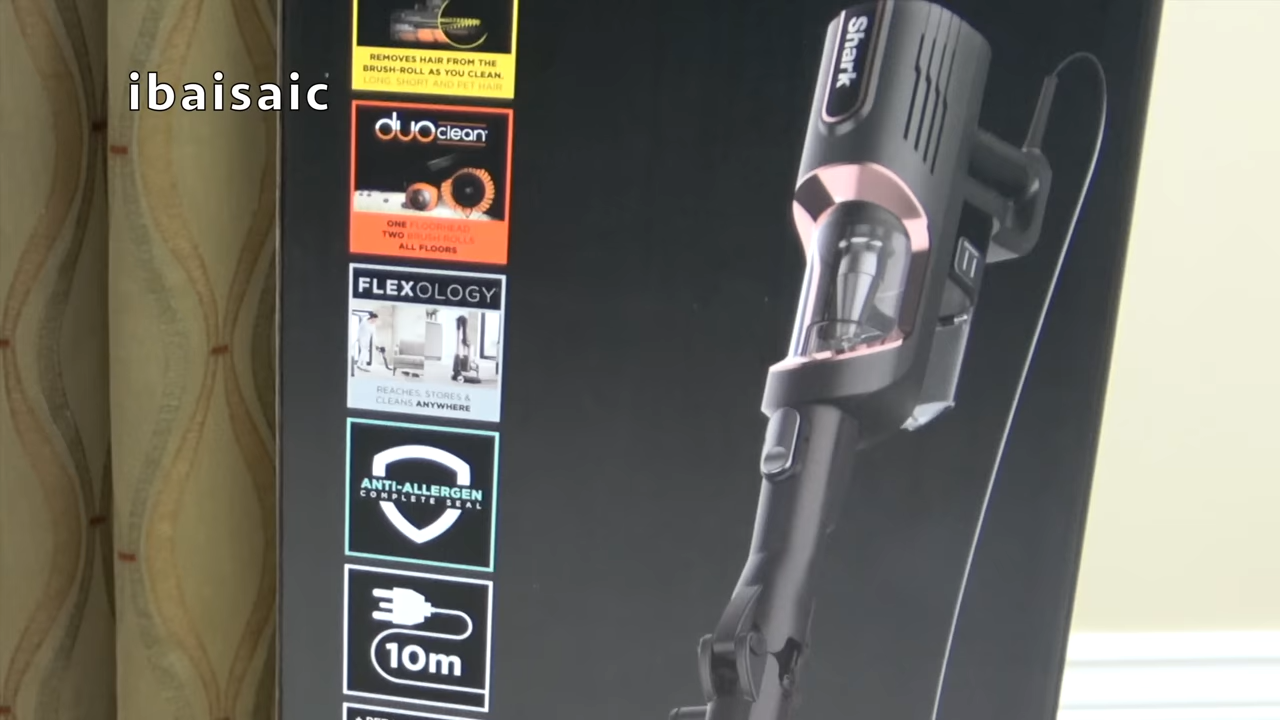 REMOVES HAIR FROM THE
BRUSH-ROLL AS YOU CLEAN.
LONG, SHORT AND PET HAIR
ibaisaic
duoclean
ONE FLOORHEAD
TWO BRUSH-ROLLS
ALL FLOORS
FLEXOLOGY
REACHES, STORES &
CLEANS ANYWHERE
ANTI-ALLERGEN
COMPLETE SEAL
10m
Shark